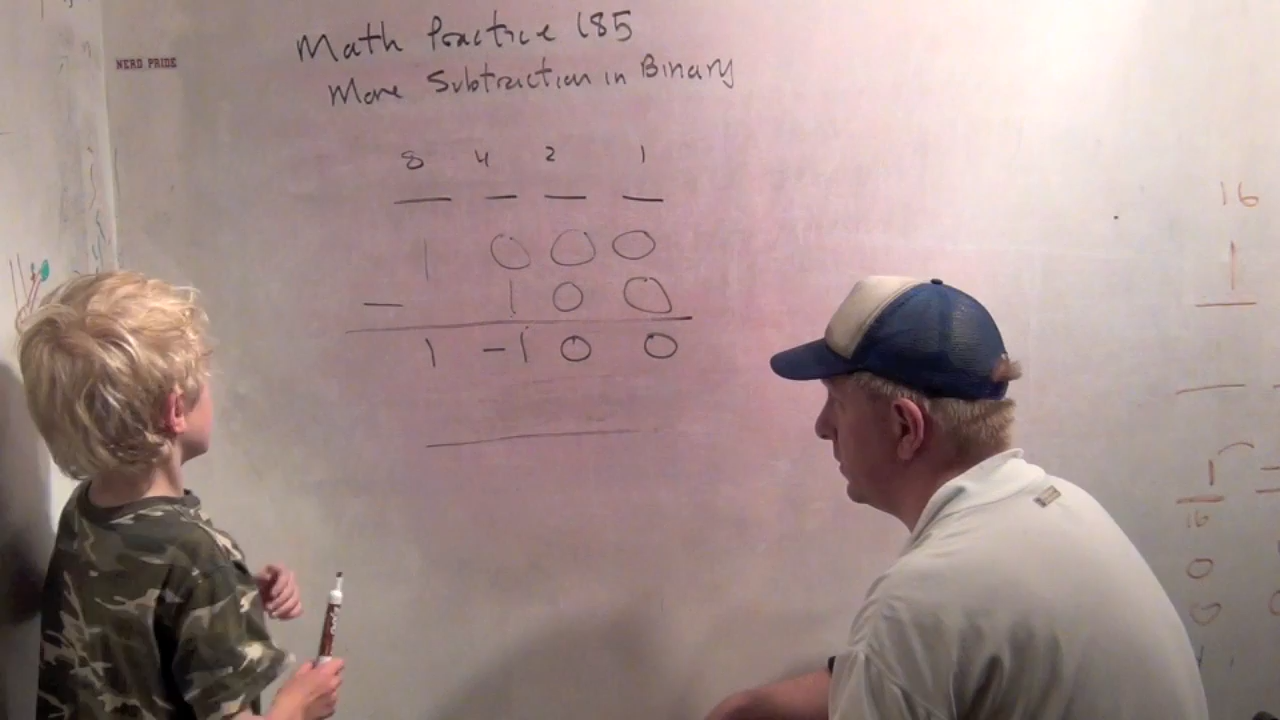 Math Practice 185
More Subtraction in Binary
NERD PRIDE
8 4 2 1
1 0 0 0
- 1 0 0
1 -1 0 0
16
1
1
16
0
0